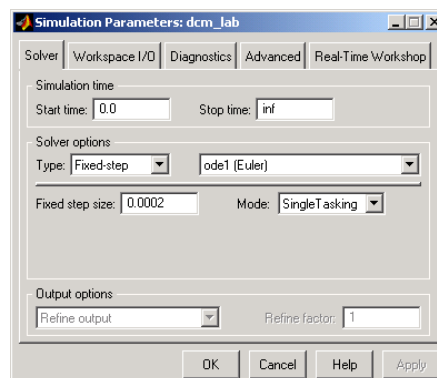 Simulation Parameters: dcm_lab
Solver Workspace I/O Diagnostics Advanced Real-Time Workshop
Simulation time
Start time: 0.0 Stop time: inf
Solver options
Type: Fixed-step ode1 (Euler)
Fixed step size: 0.0002 Mode: SingleTasking
Output options
Refine output Refine factor: 1
OK Cancel Help Apply